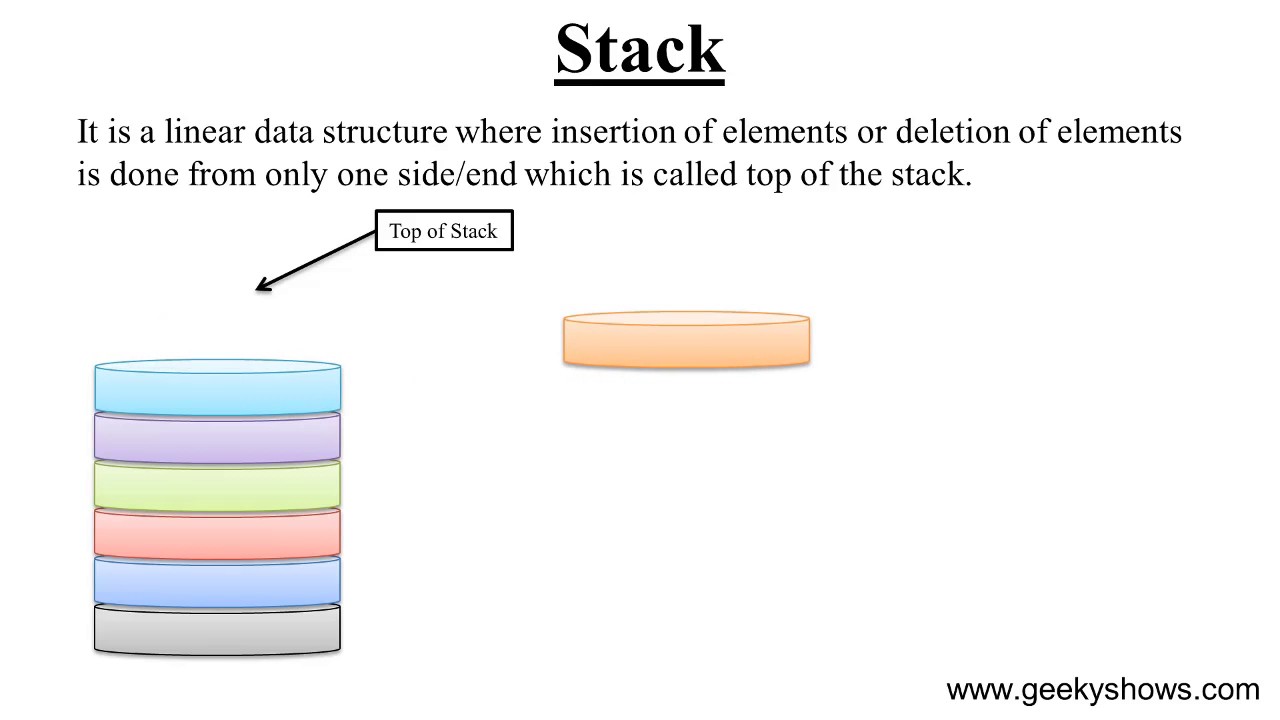 Stack
It is a linear data structure where insertion of elements or deletion of elements
is done from only one side/end which is called top of the stack.
Top of Stack
www.geekyshows.com